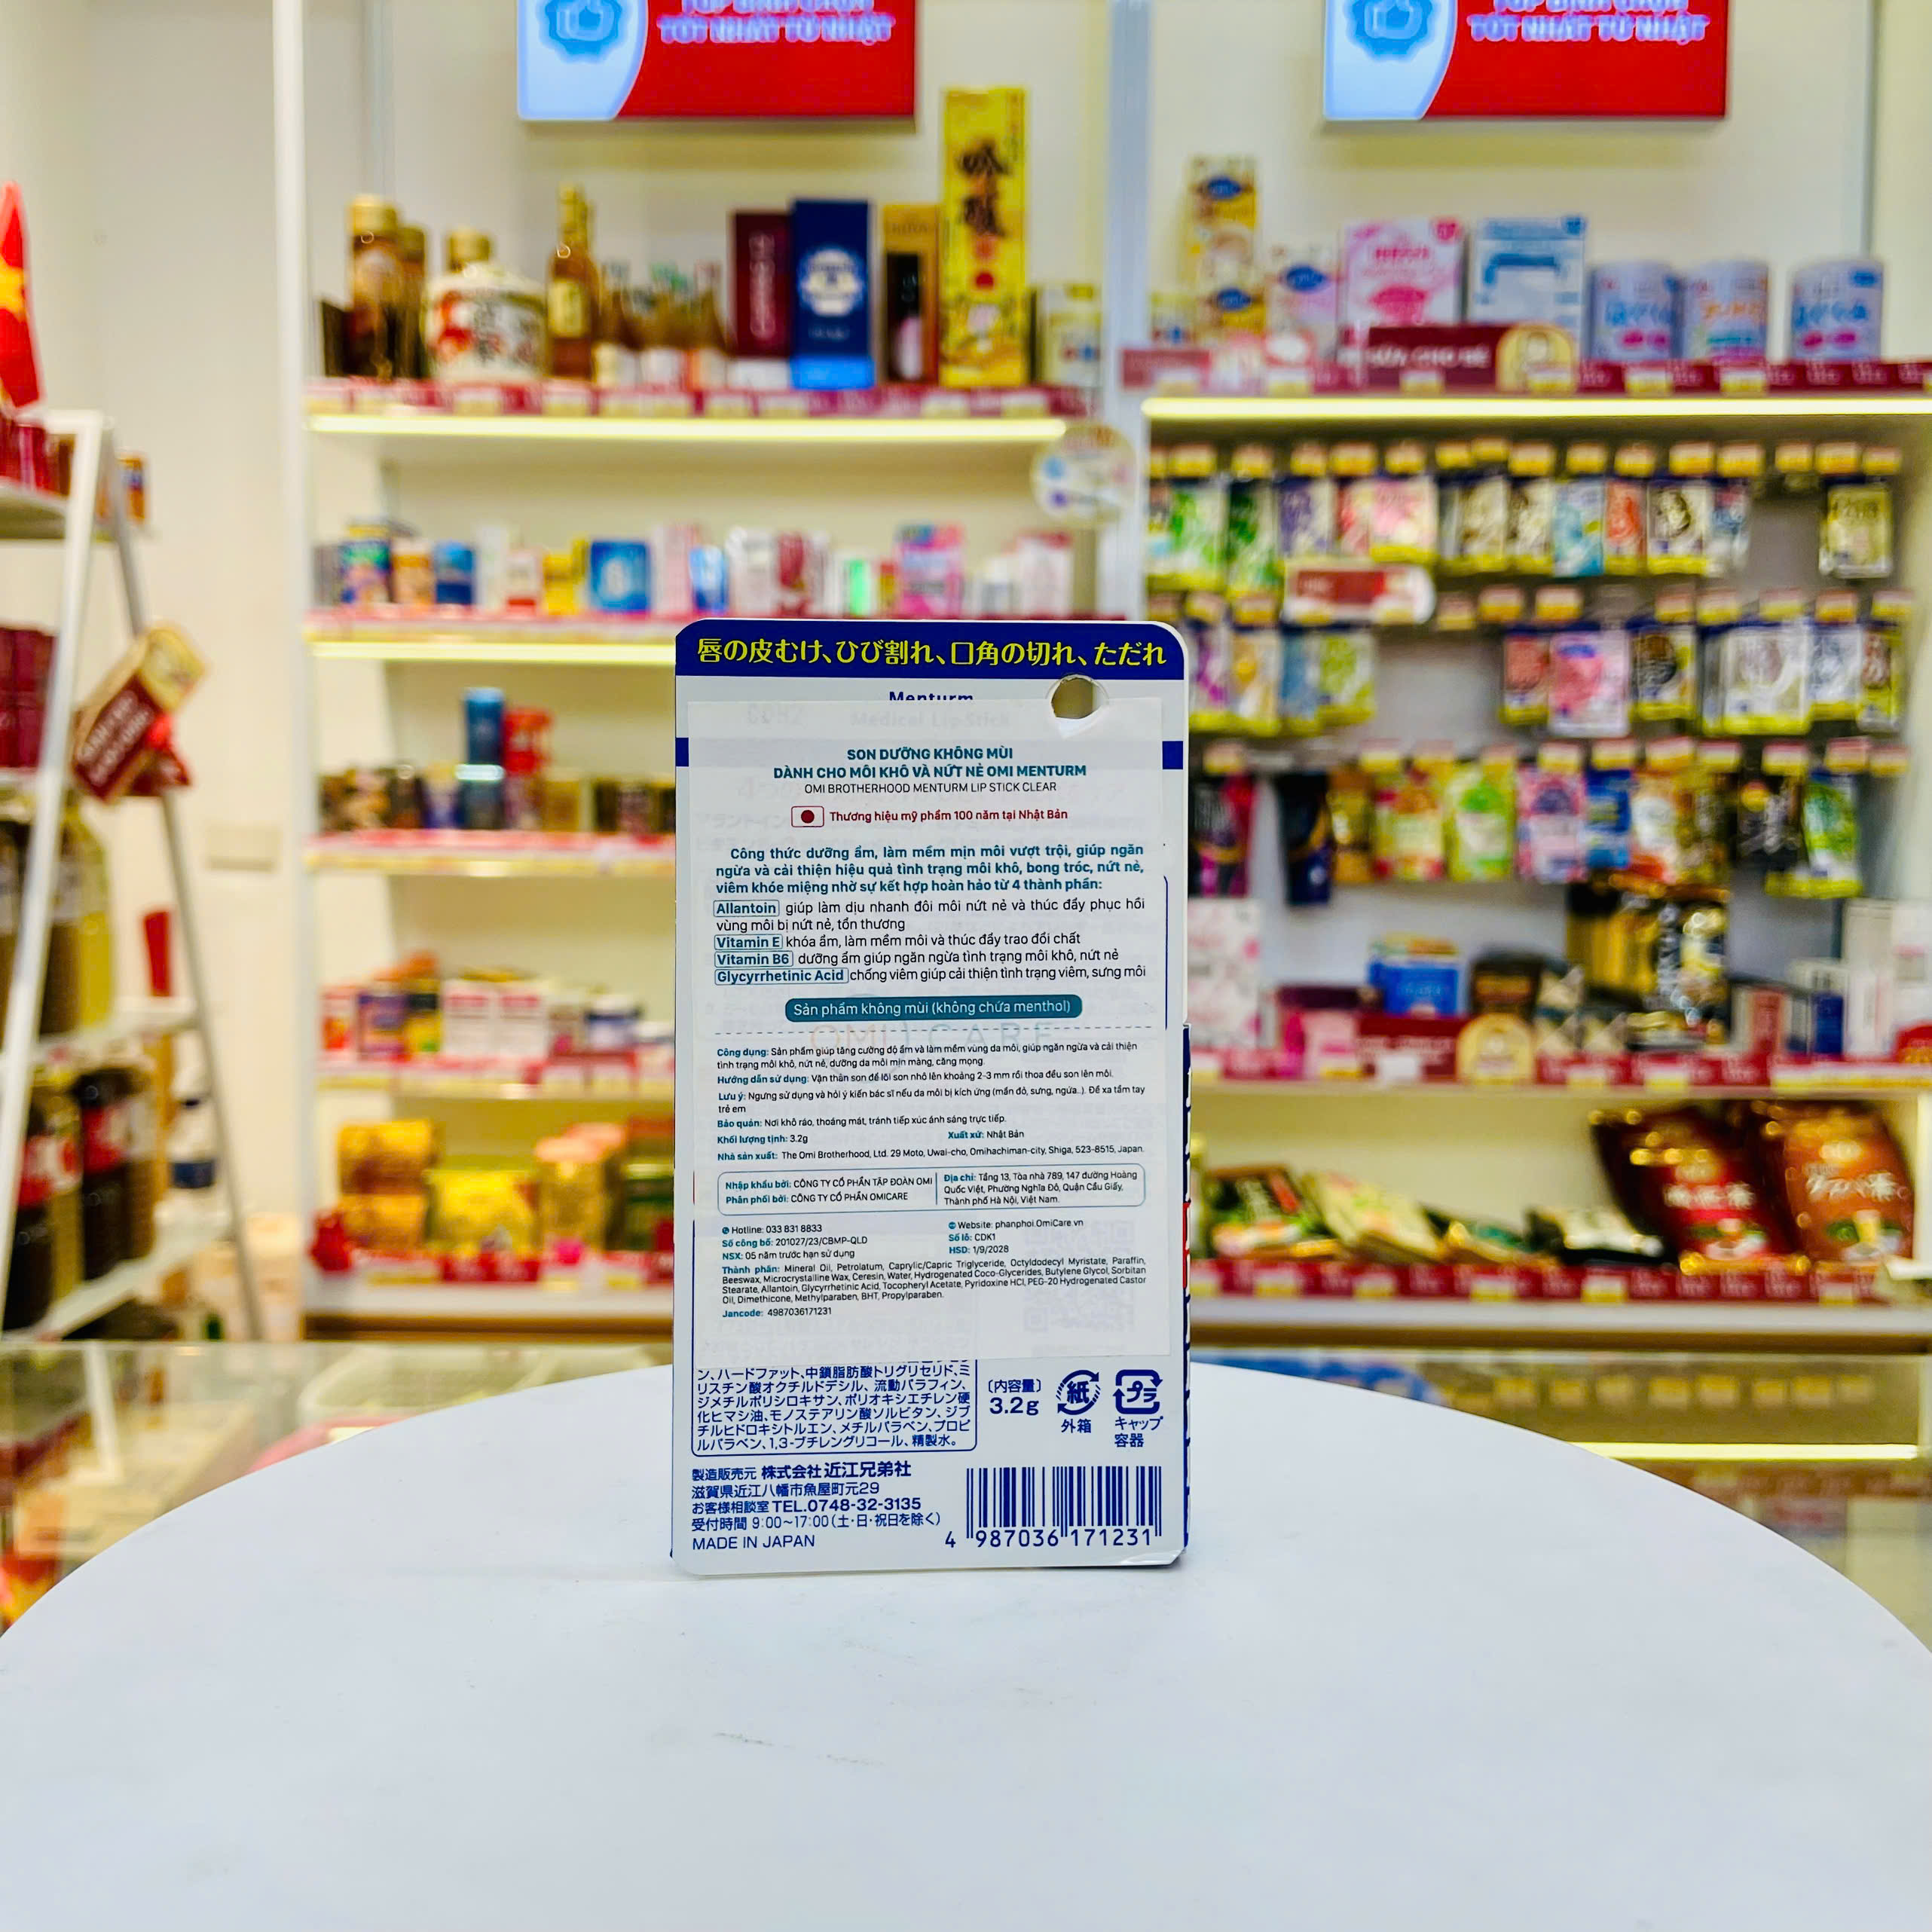 TỐT NHẤT TỪ NHẬT
TỐT NHẤT TỪ NHẬT
SỮA CHO BÉ
唇の皮むけ、ひび割れ、口角の切れ、ただれ
Menturm
Medical Lip Stick
SON DƯỠNG KHÔNG MÙI
DÀNH CHO MÔI KHÔ VÀ NỨT NẺ OMI MENTURM
OMI BROTHERHOOD MENTURM LIP STICK CLEAR
Thương hiệu mỹ phẩm 100 năm tại Nhật Bản
Công thức dưỡng ẩm, làm mềm mịn môi vượt trội, giúp ngăn
ngừa và cải thiện hiệu quả tình trạng môi khô, bong tróc, nứt nẻ,
viêm khóe miệng nhờ sự kết hợp hoàn hảo từ 4 thành phần:
Allantoin giúp làm dịu nhanh đôi môi nứt nẻ và thúc đẩy phục hồi
vùng môi bị nứt nẻ, tổn thương
Vitamin E khóa ẩm, làm mềm môi và thúc đẩy trao đổi chất
Vitamin B6 dưỡng ẩm giúp ngăn ngừa tình trạng môi khô, nứt nẻ
Glycyrrhetinic Acid chống viêm giúp cải thiện tình trạng viêm, sưng môi
Sản phẩm không mùi (không chứa menthol)
OMI CARE
Công dụng: Sản phẩm giúp tăng cường độ ẩm và làm mềm vùng da môi, giúp ngăn ngừa và cải thiện
tình trạng môi khô, nứt nẻ, dưỡng da môi mịn màng, căng mọng.
Hướng dẫn sử dụng: Vặn thân son để lõi son nhô lên khoảng 2-3 mm rồi thoa đều son lên môi.
Lưu ý: Ngưng sử dụng và hỏi ý kiến bác sĩ nếu da môi bị kích ứng (mẩn đỏ, sưng, ngứa..). Để xa tầm tay
trẻ em
Bảo quản: Nơi khô ráo, thoáng mát, tránh tiếp xúc ánh sáng trực tiếp.
Khối lượng tịnh: 3.2g Xuất xứ: Nhật Bản
Nhà sản xuất: The Omi Brotherhood, Ltd. 29 Moto, Uwai-cho, Omihachiman-city, Shiga, 523-8515, Japan.
Nhập khẩu bởi: CÔNG TY CỔ PHẦN TẬP ĐOÀN OMI
Phân phối bởi: CÔNG TY CỔ PHẦN OMICARE
Địa chỉ: Tầng 13, Tòa nhà 789, 147 đường Hoàng
Quốc Việt, Phường Nghĩa Đô, Quận Cầu Giấy,
Thành phố Hà Nội, Việt Nam.
Hotline: 033 831 8833 Website: phanphoi.OmiCare.vn
Số công bố: 201027/23/CBMP-QLD Số lô: CDK1
NSX: 05 năm trước hạn sử dụng HSD: 1/9/2028
Thành phần: Mineral Oil, Petrolatum, Caprylic/Capric Triglyceride, Octyldodecyl Myristate, Paraffin,
Beeswax, Microcrystalline Wax, Ceresin, Water, Hydrogenated Coco-Glycerides, Butylene Glycol, Sorbitan
Stearate, Allantoin, Glycyrrhetinic Acid, Tocopheryl Acetate, Pyridoxine HCl, PEG-20 Hydrogenated Castor
Oil, Dimethicone, Methylparaben, BHT, Propylparaben.
Jancode: 4987036171231
ン、ハードファット、中鎖脂肪酸トリグリセリド、ミ
リスチン酸オクチルドデシル、流動パラフィン、
ジメチルポリシロキサン、ポリオキシエチレン硬
化ヒマシ油、モノステアリン酸ソルビタン、ジブ
チルヒドロキシトルエン、メチルパラベン、プロピ
ルパラベン、1,3-ブチレングリコール、精製水。
〔内容量〕
3.2g
紙
外箱
プラ
キャップ
容器
製造販売元 株式会社近江兄弟社
滋賀県近江八幡市魚屋町元29
お客様相談室 TEL.0748-32-3135
受付時間 9:00~17:00(土・日・祝日を除く)
MADE IN JAPAN
4 987036 171231